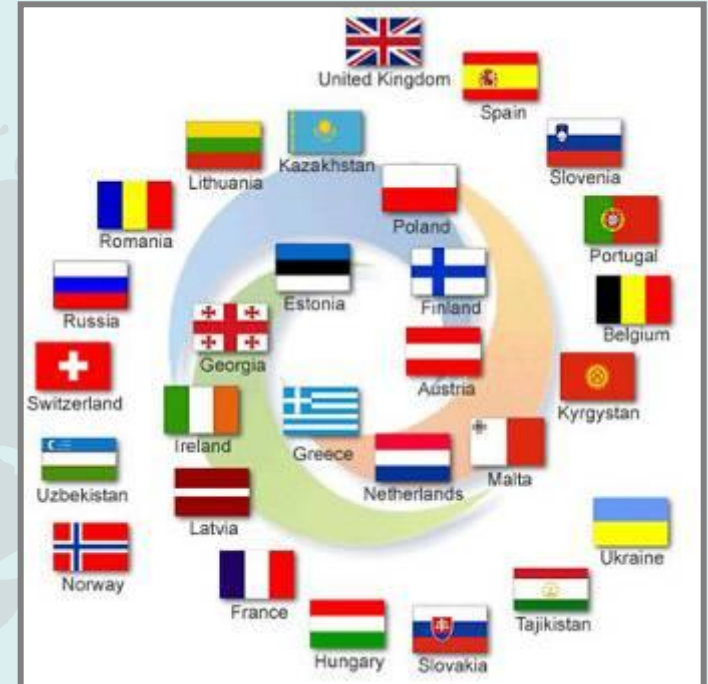 United Kingdom
Spain
Kazakhstan
Lithuania
Slovenia
Poland
Romania
Portugal
Estonia
Finland
Russia
Belgium
Georgia
Austria
Switzerland
Kyrgystan
Ireland
Greece
Malta
Uzbekistan
Netherlands
Latvia
Ukraine
Norway
France
Tajikistan
Hungary
Slovakia